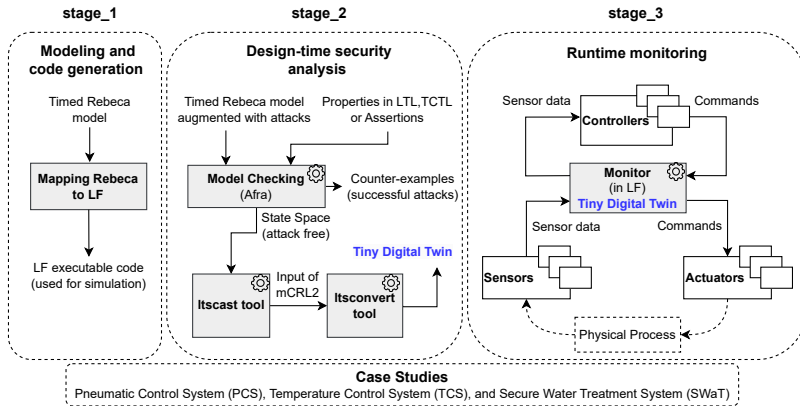 stage_1
stage_2
stage_3
Modeling and
code generation
Timed Rebeca
model
Mapping Rebeca
to LF
LF executable code
(used for simulation)
Design-time security
analysis
Timed Rebeca model
augmented with attacks
Properties in LTL,TCTL
or Assertions
Model Checking
(Afra)
Counter-examples
(successful attacks)
State Space
(attack free)
Tiny Digital Twin
Itscast tool
Input of
mCRL2
Itsconvert
tool
Runtime monitoring
Sensor data
Controllers
Commands
Monitor
(in LF)
Tiny Digital Twin
Sensor data
Commands
Sensors
Actuators
Physical Process
Case Studies
Pneumatic Control System (PCS), Temperature Control System (TCS), and Secure Water Treatment System (SWaT)